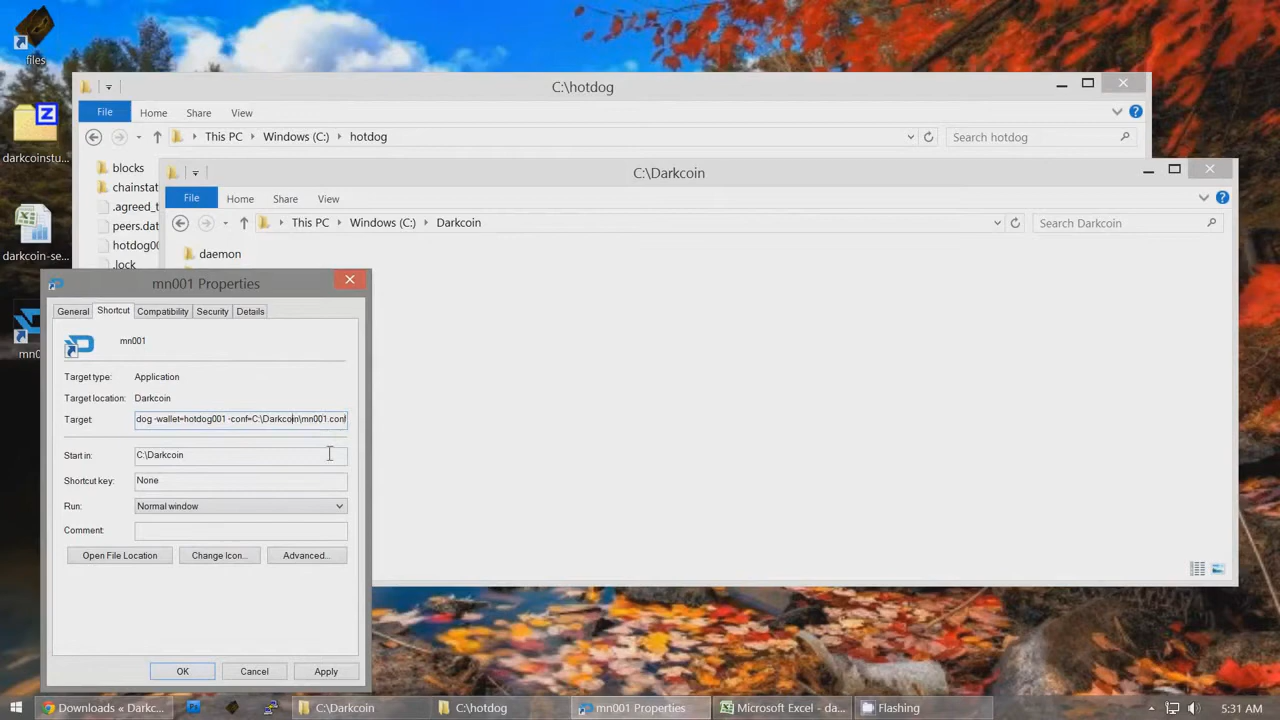 files
darkcoinstu...
darkcoin-se...
C:\hotdog
File
Home
Share
View
This PC
Windows (C:)
hotdog
Search hotdog
blocks
.agreed_t
peers.dat
.lock
C:\Darkcoin
File
Home
Share
View
This PC
Windows (C:)
Darkcoin
Search Darkcoin
daemon
mn001 Properties
General
Shortcut
Compatibility
Security
Details
mn001
Target type:
Application
Target location:
Darkcoin
Target:
dog -wallet=hotdog001 -conf=C:\Darkcoin\mn001.conf
Start in:
C:\Darkcoin
Shortcut key:
None
Run:
Normal window
Comment:
Open File Location
Change Icon...
Advanced...
OK
Cancel
Apply
Downloads « Darkc...
C:\Darkcoin
C:\hotdog
mn001 Properties
Microsoft Excel - da...
Flashing
5:31 AM